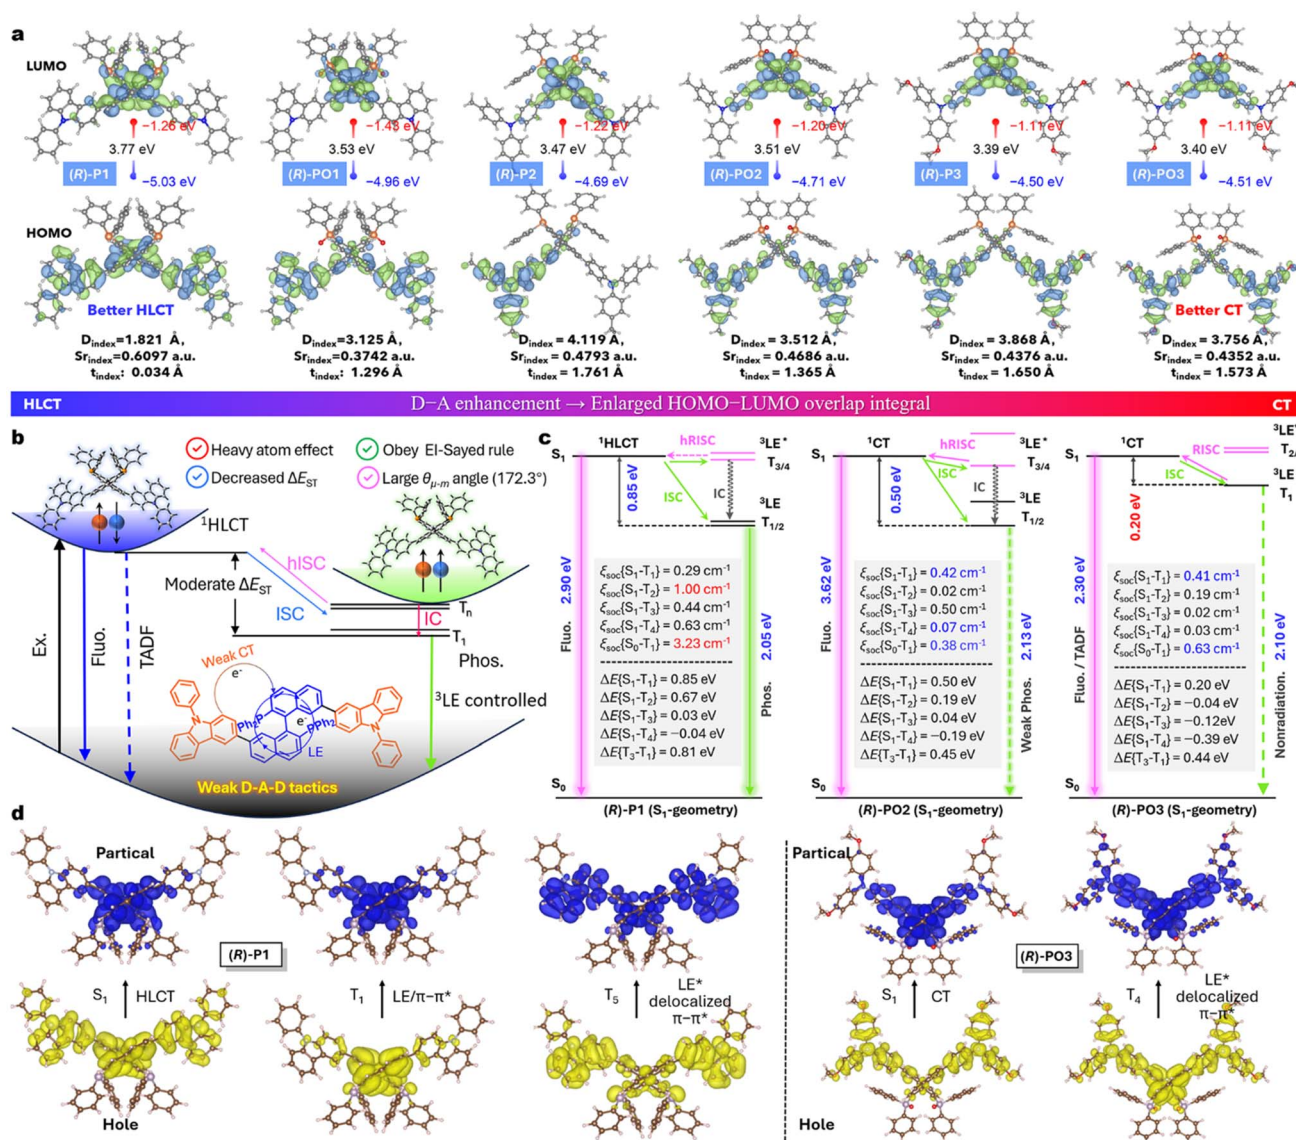 a
LUMO
−1.26 eV
3.77 eV
(R)-P1
−5.03 eV
−1.43 eV
3.53 eV
(R)-PO1
−4.96 eV
−1.22 eV
3.47 eV
(R)-P2
−4.69 eV
−1.20 eV
3.51 eV
(R)-PO2
−4.71 eV
−1.11 eV
3.39 eV
(R)-P3
−4.50 eV
−1.11 eV
3.40 eV
(R)-PO3
−4.51 eV
HOMO
Better HLCT
Better CT
Dindex=1.821 Å,
Srindex=0.6097 a.u.
tindex: 0.034 Å
Dindex=3.125 Å,
Srindex=0.3742 a.u.
tindex: 1.296 Å
Dindex = 4.119 Å,
Srindex = 0.4793 a.u.
tindex = 1.761 Å
Dindex = 3.512 Å,
Srindex = 0.4686 a.u.
tindex = 1.365 Å
Dindex = 3.868 Å,
Srindex = 0.4376 a.u.
tindex = 1.650 Å
Dindex = 3.756 Å
Srindex = 0.4352 a.u.
tindex = 1.573 Å
HLCT
D−A enhancement → Enlarged HOMO−LUMO overlap integral
CT
b
Heavy atom effect
Obey El-Sayed rule
Decreased ΔEST
Large θμ-m angle (172.3°)
1HLCT
Moderate ΔEST
hISC
ISC
IC
Tn
T1
Ex.
Fluo.
TADF
Phos.
3LE controlled
Weak CT
e-
Ph2P
PPh2
e-
LE
N
N
Weak D-A-D tactics
c
S1
1HLCT
hRISC
3LE*
T3/4
0.85 eV
ISC
IC
3LE
T1/2
2.90 eV
Fluo.
ξsoc{S1-T1} = 0.29 cm-1
ξsoc{S1-T2} = 1.00 cm-1
ξsoc{S1-T3} = 0.44 cm-1
ξsoc{S1-T4} = 0.63 cm-1
ξsoc{S0-T1} = 3.23 cm-1
ΔE{S1-T1} = 0.85 eV
ΔE{S1-T2} = 0.67 eV
ΔE{S1-T3} = 0.03 eV
ΔE{S1-T4} = −0.04 eV
ΔE{T3-T1} = 0.81 eV
2.05 eV
Phos.
S0
(R)-P1 (S1-geometry)
S1
1CT
hRISC
3LE*
T3/4
0.50 eV
ISC
IC
3LE
T1/2
3.62 eV
Fluo.
ξsoc{S1-T1} = 0.42 cm-1
ξsoc{S1-T2} = 0.02 cm-1
ξsoc{S1-T3} = 0.50 cm-1
ξsoc{S1-T4} = 0.07 cm-1
ξsoc{S0-T1} = 0.38 cm-1
ΔE{S1-T1} = 0.50 eV
ΔE{S1-T2} = 0.19 eV
ΔE{S1-T3} = 0.04 eV
ΔE{S1-T4} = −0.19 eV
ΔE{T3-T1} = 0.45 eV
2.13 eV
Weak Phos.
S0
(R)-PO2 (S1-geometry)
S1
1CT
RISC
ISC
3LE*
3LE
T1
0.20 eV
2.30 eV
Fluo. / TADF
ξsoc{S1-T1} = 0.41 cm-1
ξsoc{S1-T2} = 0.19 cm-1
ξsoc{S1-T3} = 0.02 cm-1
ξsoc{S1-T4} = 0.03 cm-1
ξsoc{S0-T1} = 0.63 cm-1
ΔE{S1-T1} = 0.20 eV
ΔE{S1-T2} = −0.04 eV
ΔE{S1-T3} = −0.12eV
ΔE{S1-T4} = −0.39 eV
ΔE{T3-T1} = 0.44 eV
2.10 eV
Nonradiation.
S0
(R)-PO3 (S1-geometry)
d
Partical
(R)-P1
S1
HLCT
T1
LE/π−π*
T5
LE*
delocalized
π−π*
Hole
Partical
(R)-PO3
S1
CT
T4
LE*
delocalized
π−π*
Hole